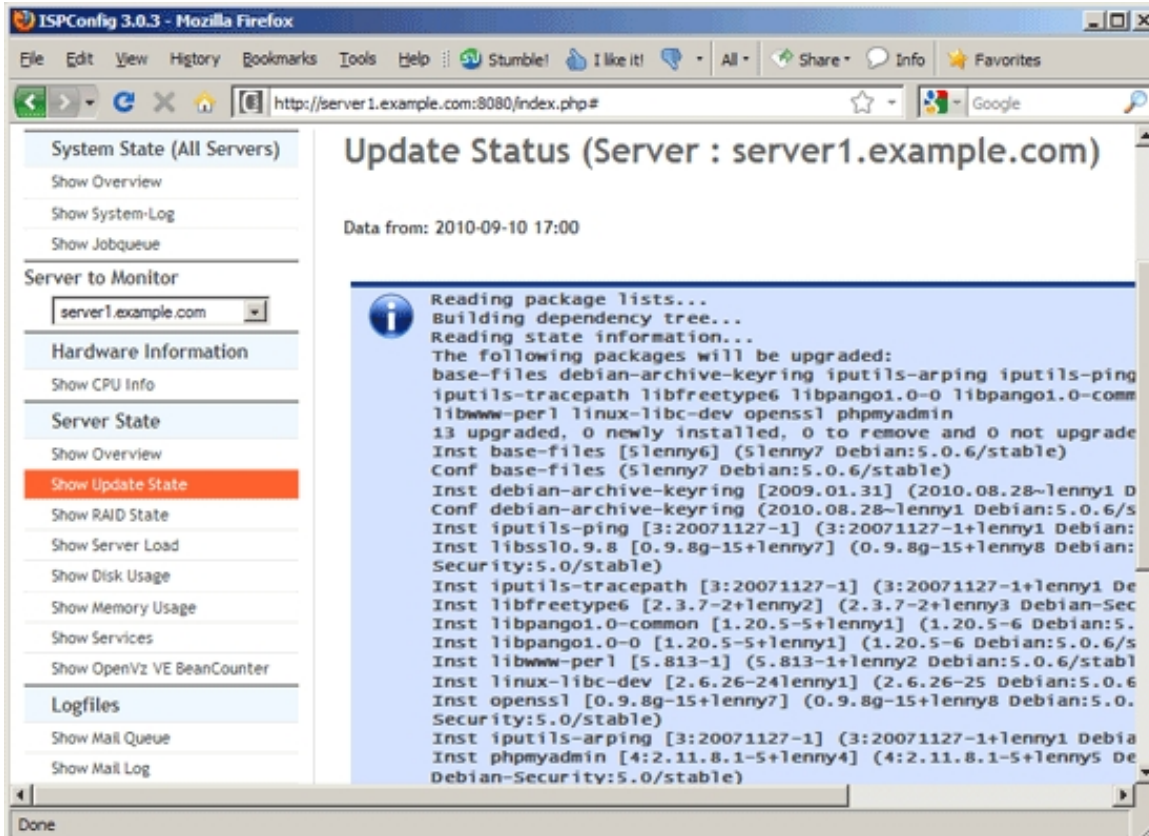 ISPConfig 3.0.3 - Mozilla Firefox
File Edit View History Bookmarks Tools Help Stumble! I like it! All Share Info Favorites
http://server1.example.com:8080/index.php# Google
System State (All Servers)
Show Overview
Show System-Log
Show Jobqueue
Server to Monitor
server1.example.com
Hardware Information
Show CPU Info
Server State
Show Overview
Show Update State
Show RAID State
Show Server Load
Show Disk Usage
Show Memory Usage
Show Services
Show OpenVz VE BeanCounter
Logfiles
Show Mail Queue
Show Mail Log
Update Status (Server : server1.example.com)
Data from: 2010-09-10 17:00
Reading package lists...
Building dependency tree...
Reading state information...
The following packages will be upgraded:
base-files debian-archive-keyring iputils-arping iputils-ping
iputils-tracepath libfreetype6 libpango1.0-0 libpango1.0-comm
libwww-perl linux-libc-dev openssl phpmyadmin
13 upgraded, 0 newly installed, 0 to remove and 0 not upgrade
Inst base-files [5lenny6] (5lenny7 Debian:5.0.6/stable)
Conf base-files (5lenny7 Debian:5.0.6/stable)
Inst debian-archive-keyring [2009.01.31] (2010.08.28~lenny1 D
Conf debian-archive-keyring (2010.08.28~lenny1 Debian:5.0.6/s
Inst iputils-ping [3:20071127-1] (3:20071127-1+lenny1 Debian:
Inst libssl0.9.8 [0.9.8g-15+lenny7] (0.9.8g-15+lenny8 Debian:
Security:5.0/stable)
Inst iputils-tracepath [3:20071127-1] (3:20071127-1+lenny1 De
Inst libfreetype6 [2.3.7-2+lenny2] (2.3.7-2+lenny3 Debian-Sec
Inst libpango1.0-common [1.20.5-5+lenny1] (1.20.5-6 Debian:5.
Inst libpango1.0-0 [1.20.5-5+lenny1] (1.20.5-6 Debian:5.0.6/s
Inst libwww-perl [5.813-1] (5.813-1+lenny2 Debian:5.0.6/stabl
Inst linux-libc-dev [2.6.26-24lenny1] (2.6.26-25 Debian:5.0.6
Inst openssl [0.9.8g-15+lenny7] (0.9.8g-15+lenny8 Debian:5.0.
Security:5.0/stable)
Inst iputils-arping [3:20071127-1] (3:20071127-1+lenny1 Debia
Inst phpmyadmin [4:2.11.8.1-5+lenny4] (4:2.11.8.1-5+lenny5 De
Debian-Security:5.0/stable)
Done